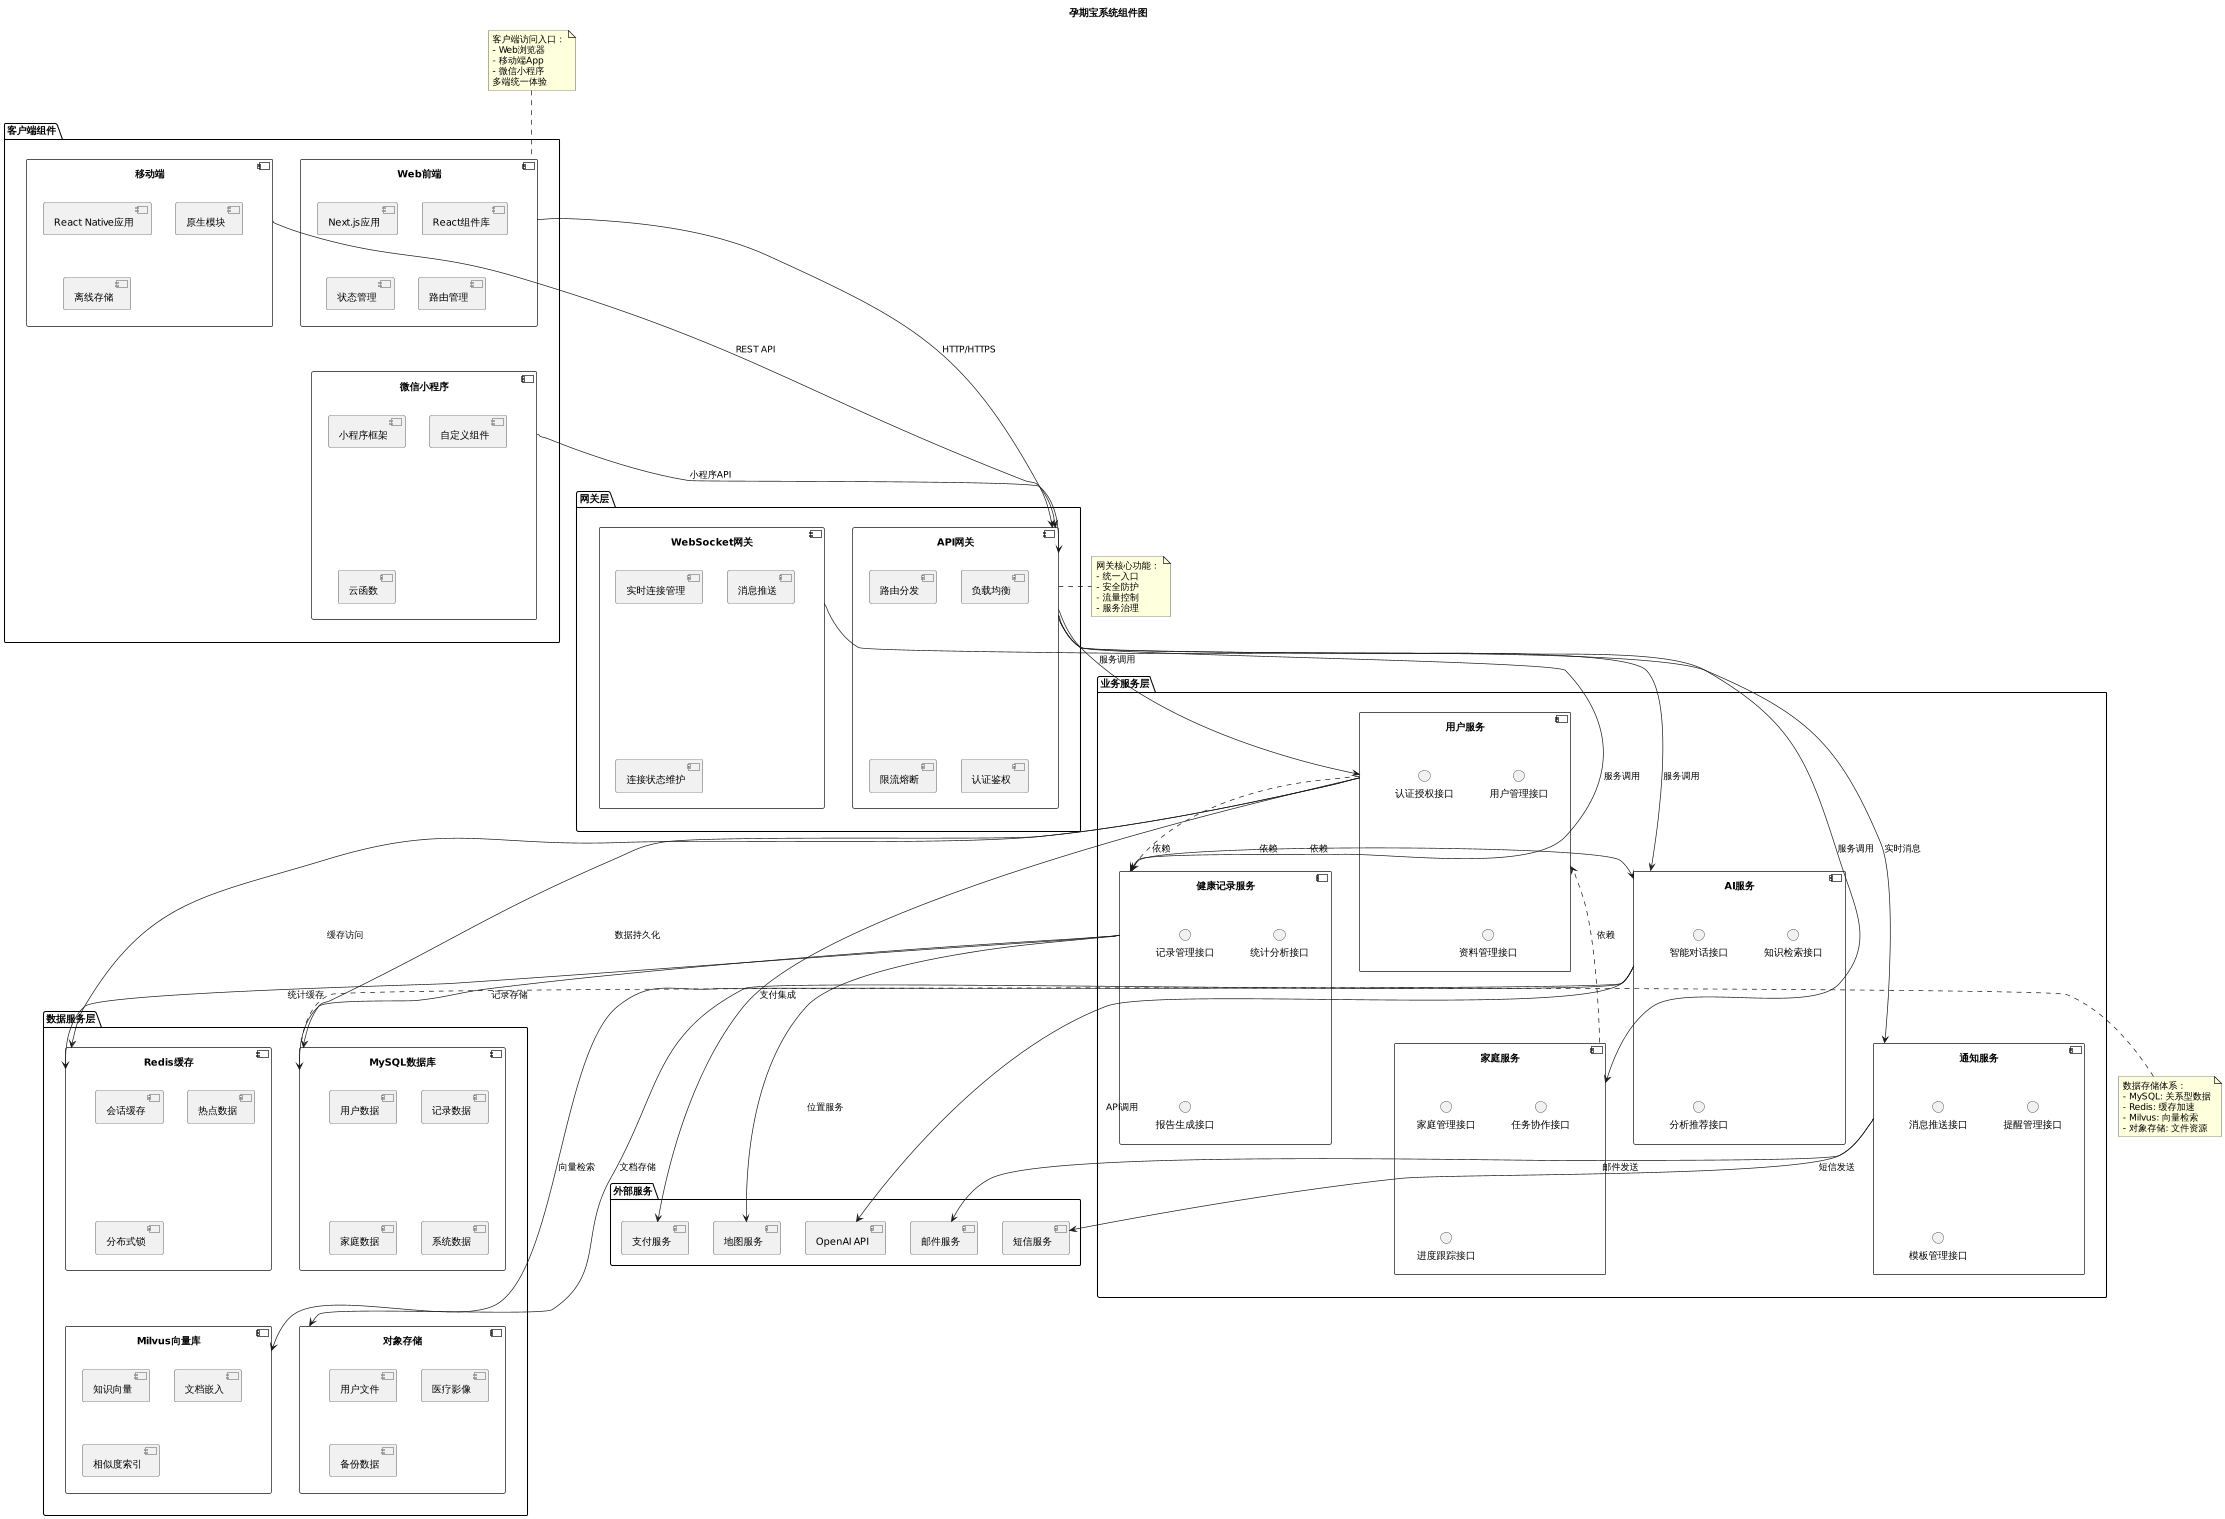 孕期宝系统组件图
客户端访问入口：
- Web浏览器
- 移动端App
- 微信小程序
多端统一体验
客户端组件
移动端
React Native应用
原生模块
离线存储
Web前端
Next.js应用
React组件库
状态管理
路由管理
REST API
HTTP/HTTPS
微信小程序
小程序框架
自定义组件
云函数
小程序API
网关层
WebSocket网关
实时连接管理
消息推送
连接状态维护
API网关
路由分发
负载均衡
限流熔断
认证鉴权
网关核心功能：
- 统一入口
- 安全防护
- 流量控制
- 服务治理
服务调用
业务服务层
用户服务
认证授权接口
用户管理接口
资料管理接口
服务调用
服务调用
服务调用
实时消息
依赖
依赖
依赖
依赖
健康记录服务
记录管理接口
统计分析接口
报告生成接口
AI服务
智能对话接口
知识检索接口
分析推荐接口
家庭服务
家庭管理接口
任务协作接口
进度跟踪接口
通知服务
消息推送接口
提醒管理接口
模板管理接口
数据存储体系：
- MySQL: 关系型数据
- Redis: 缓存加速
- Milvus: 向量检索
- 对象存储: 文件资源
缓存访问
数据持久化
统计缓存
记录存储
支付集成
位置服务
API调用
向量检索
文档存储
邮件发送
短信发送
数据服务层
Redis缓存
会话缓存
热点数据
分布式锁
MySQL数据库
用户数据
记录数据
家庭数据
系统数据
Milvus向量库
知识向量
文档嵌入
相似度索引
对象存储
用户文件
医疗影像
备份数据
外部服务
支付服务
地图服务
OpenAI API
邮件服务
短信服务